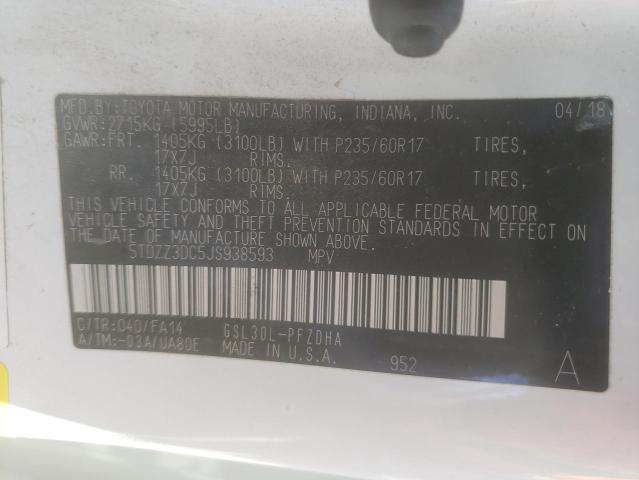 MFD.BY:TOYOTA MOTOR MANUFACTURING, INDIANA, INC. 04/18
GVWR:2715KG (5995LB)
GAWR:FRT. 1405KG (3100LB) WITH P235/60R17 TIRES,
17X7J RIMS.
RR. 1405KG (3100LB) WITH P235/60R17 TIRES,
17X7J RIMS.
THIS VEHICLE CONFORMS TO ALL APPLICABLE FEDERAL MOTOR
VEHICLE SAFETY AND THEFT PREVENTION STANDARDS IN EFFECT ON
THE DATE OF MANUFACTURE SHOWN ABOVE.
5TDZZ3DC5JS938593 MPV
C/TR:040/FA14 GSL30L-PFZDHA
A/TM:-03A/UA80E MADE IN U.S.A. 952 A